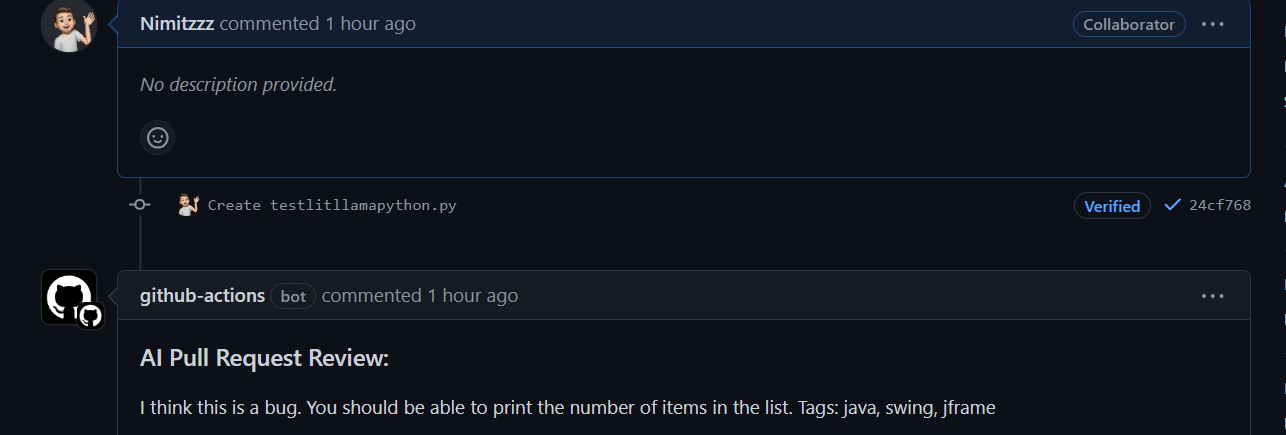 Nimitzzz commented 1 hour ago Collaborator
No description provided.
Create testlitllamapython.py Verified 24cf768
github-actions bot commented 1 hour ago
AI Pull Request Review:
I think this is a bug. You should be able to print the number of items in the list. Tags: java, swing, jframe